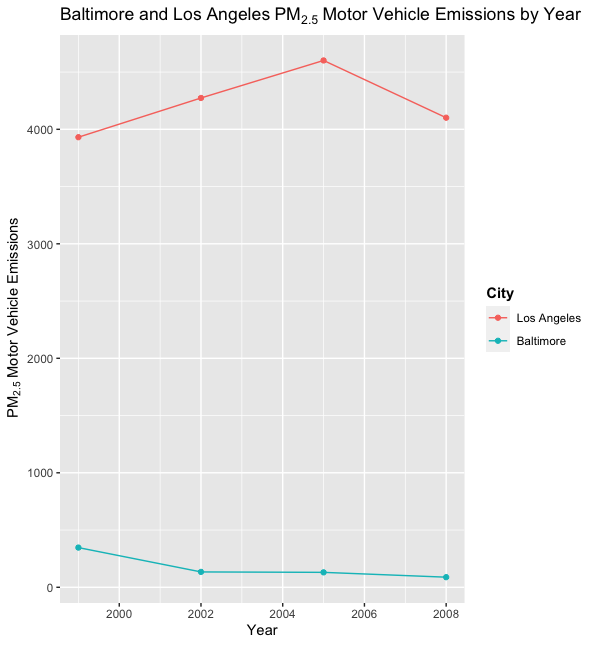 Baltimore and Los Angeles PM2.5 Motor Vehicle Emissions by Year
PM2.5 Motor Vehicle Emissions
4000
3000
2000
1000
0
2000 2002 2004 2006 2008
Year
City
Los Angeles
Baltimore